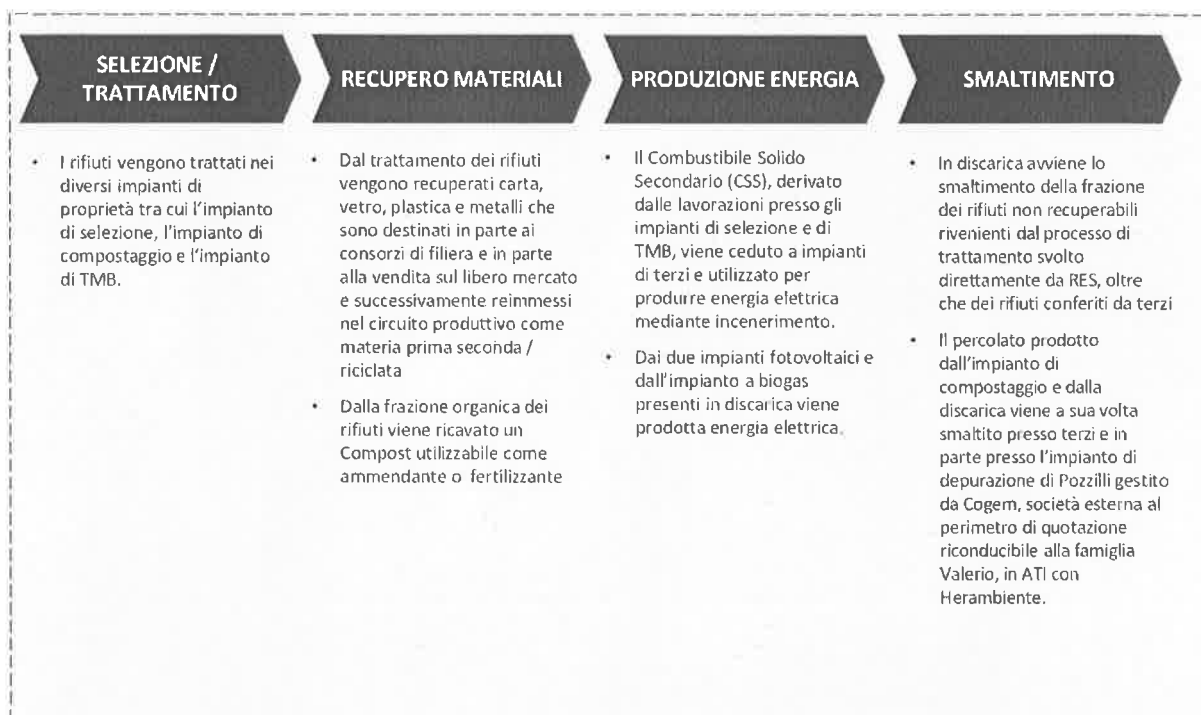 SELEZIONE /
TRATTAMENTO
• I rifiuti vengono trattati nei
diversi impianti di
proprietà tra cui l'impianto
di selezione, l'impianto di
compostaggio e l'impianto
di TMB.
RECUPERO MATERIALI
• Dal trattamento dei rifiuti
vengono recuperati carta,
vetro, plastica e metalli che
sono destinati in parte ai
consorzi di filiera e in parte
alla vendita sul libero mercato
e successivamente reimmessi
nel circuito produttivo come
materia prima seconda /
riciclata
• Dalla frazione organica dei
rifiuti viene ricavato un
Compost utilizzabile come
ammendante o fertilizzante
PRODUZIONE ENERGIA
• Il Combustibile Solido
Secondario (CSS), derivato
dalle lavorazioni presso gli
impianti di selezione e di
TMB, viene ceduto a impianti
di terzi e utilizzato per
produrre energia elettrica
mediante incenerimento.
• Dai due impianti fotovoltaici e
dall'impianto a biogas
presenti in discarica viene
prodotta energia elettrica.
SMALTIMENTO
• In discarica avviene lo
smaltimento della frazione
dei rifiuti non recuperabili
rivenienti dal processo di
trattamento svolto
direttamente da RES, oltre
che dei rifiuti conferiti da terzi
• Il percolato prodotto
dall'impianto di
compostaggio e dalla
discarica viene a sua volta
smaltito presso terzi e in
parte presso l'impianto di
depurazione di Pozzilli gestito
da Cogem, società esterna al
perimetro di quotazione
riconducibile alla famiglia
Valerio, in ATI con
Herambiente.